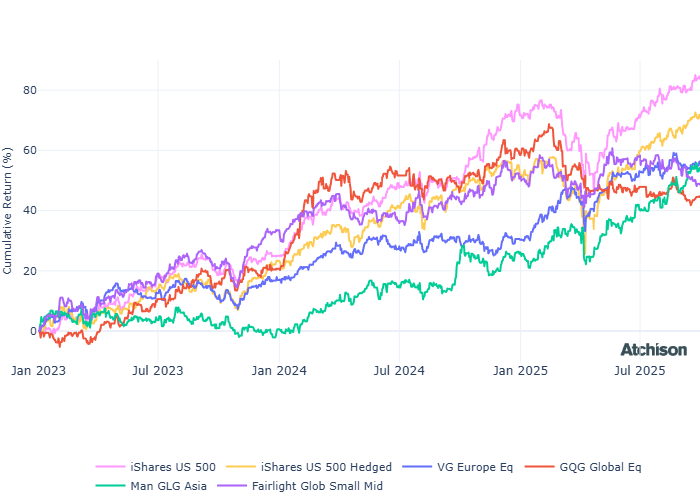 80
60
40
20
0
Cumulative Return (%)
Atchison
Jan 2023 Jul 2023 Jan 2024 Jul 2024 Jan 2025 Jul 2025
iShares US 500 iShares US 500 Hedged VG Europe Eq GQG Global Eq
Man GLG Asia Fairlight Glob Small Mid